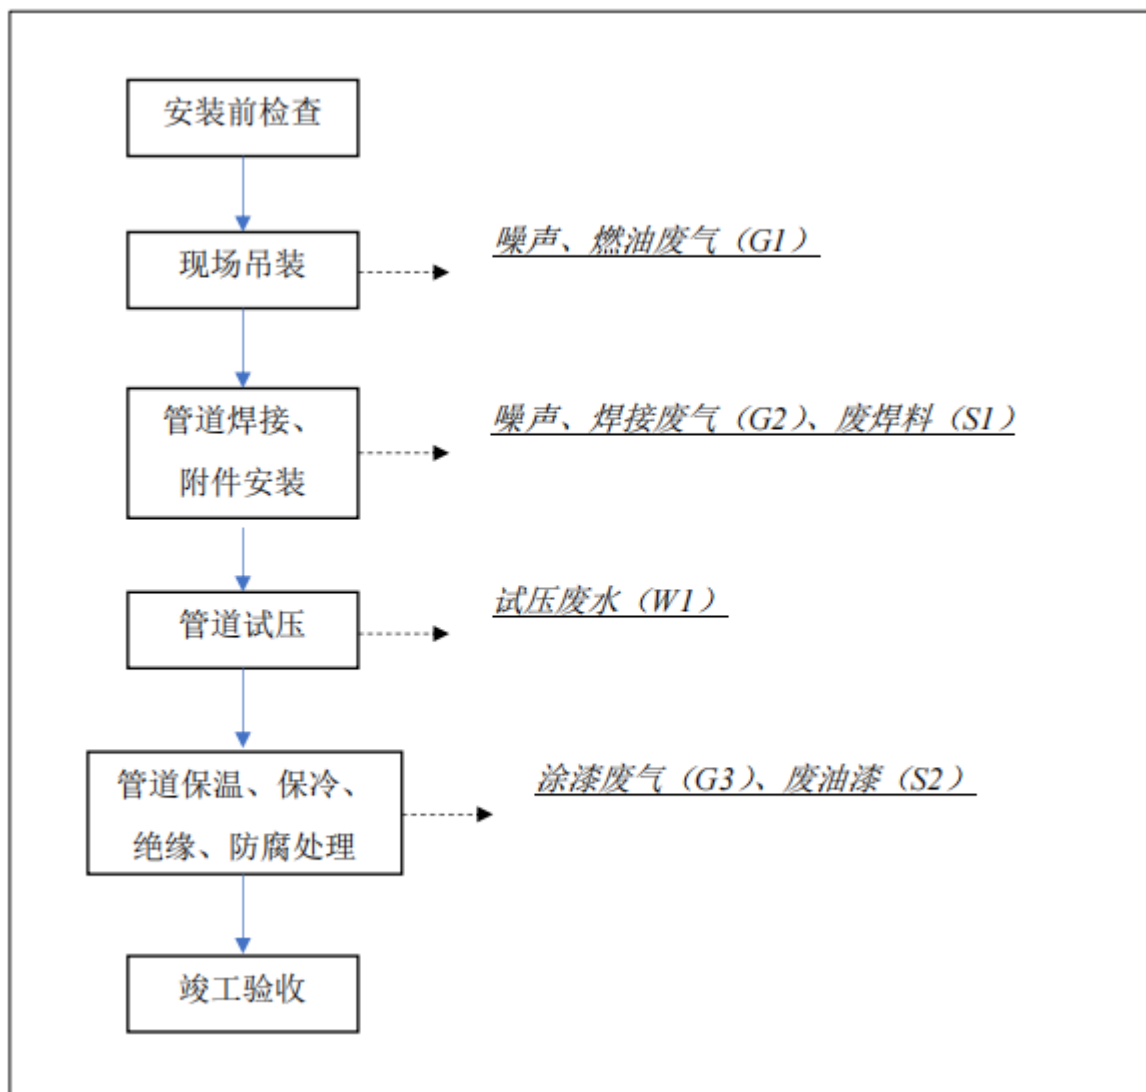 安装前检查
现场吊装
噪声、燃油废气（G1）
管道焊接、
附件安装
噪声、焊接废气（G2）、废焊料（S1）
管道试压
试压废水（W1）
管道保温、保冷、
绝缘、防腐处理
涂漆废气（G3）、废油漆（S2）
竣工验收